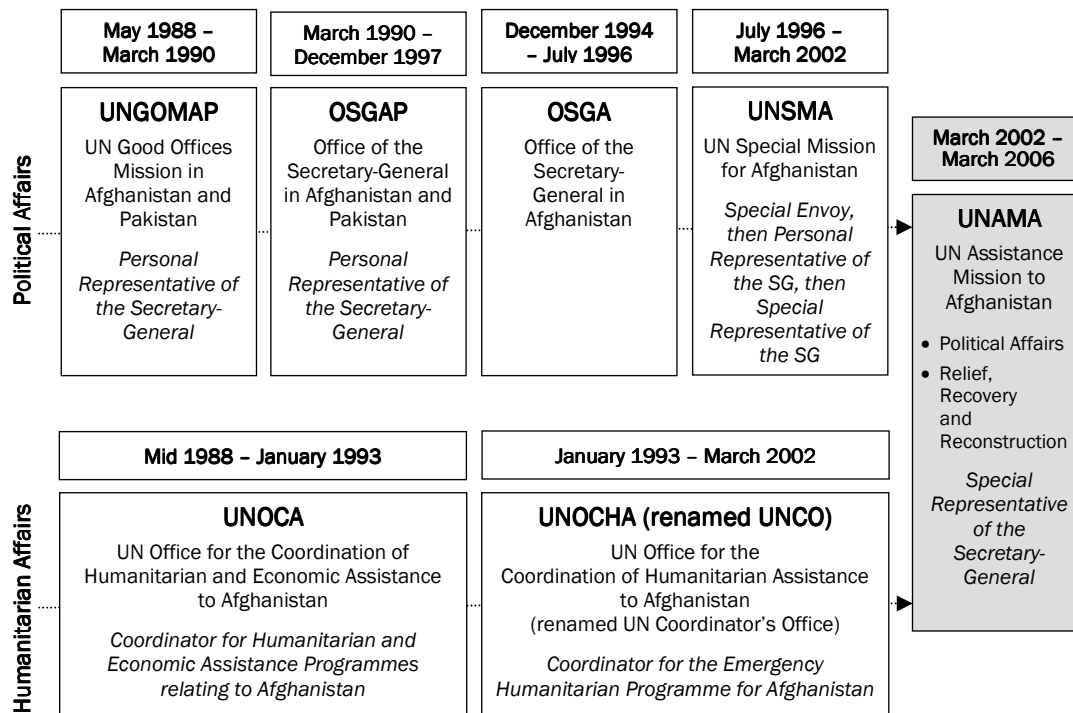 May 1988 –
March 1990
March 1990 –
December 1997
December 1994
– July 1996
July 1996 –
March 2002
March 2002 –
March 2006
Political Affairs
UNGOMAP
UN Good Offices
Mission in
Afghanistan and
Pakistan
Personal
Representative of
the Secretary-
General
OSGAP
Office of the
Secretary-General
in Afghanistan and
Pakistan
Personal
Representative of
the Secretary-
General
OSGA
Office of the
Secretary-
General in
Afghanistan
UNSMA
UN Special Mission
for Afghanistan
Special Envoy,
then Personal
Representative of
the SG, then
Special
Representative of
the SG
UNAMA
UN Assistance
Mission to
Afghanistan
• Political Affairs
• Relief,
Recovery
and
Reconstruction
Special
Representative
of the
Secretary-
General
Humanitarian Affairs
Mid 1988 – January 1993
January 1993 – March 2002
UNOCA
UN Office for the Coordination of
Humanitarian and Economic Assistance
to Afghanistan
Coordinator for Humanitarian and
Economic Assistance Programmes
relating to Afghanistan
UNOCHA (renamed UNCO)
UN Office for the
Coordination of Humanitarian Assistance
to Afghanistan
(renamed UN Coordinator’s Office)
Coordinator for the Emergency
Humanitarian Programme for Afghanistan